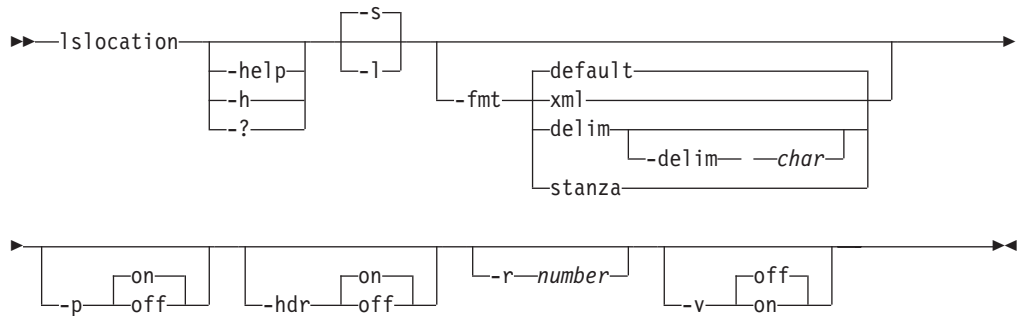 -s
lslocation
-help -l
-h
-?
default
-fmt xml
delim
-delim char
stanza
on on -r number off
-p off -hdr off -v on